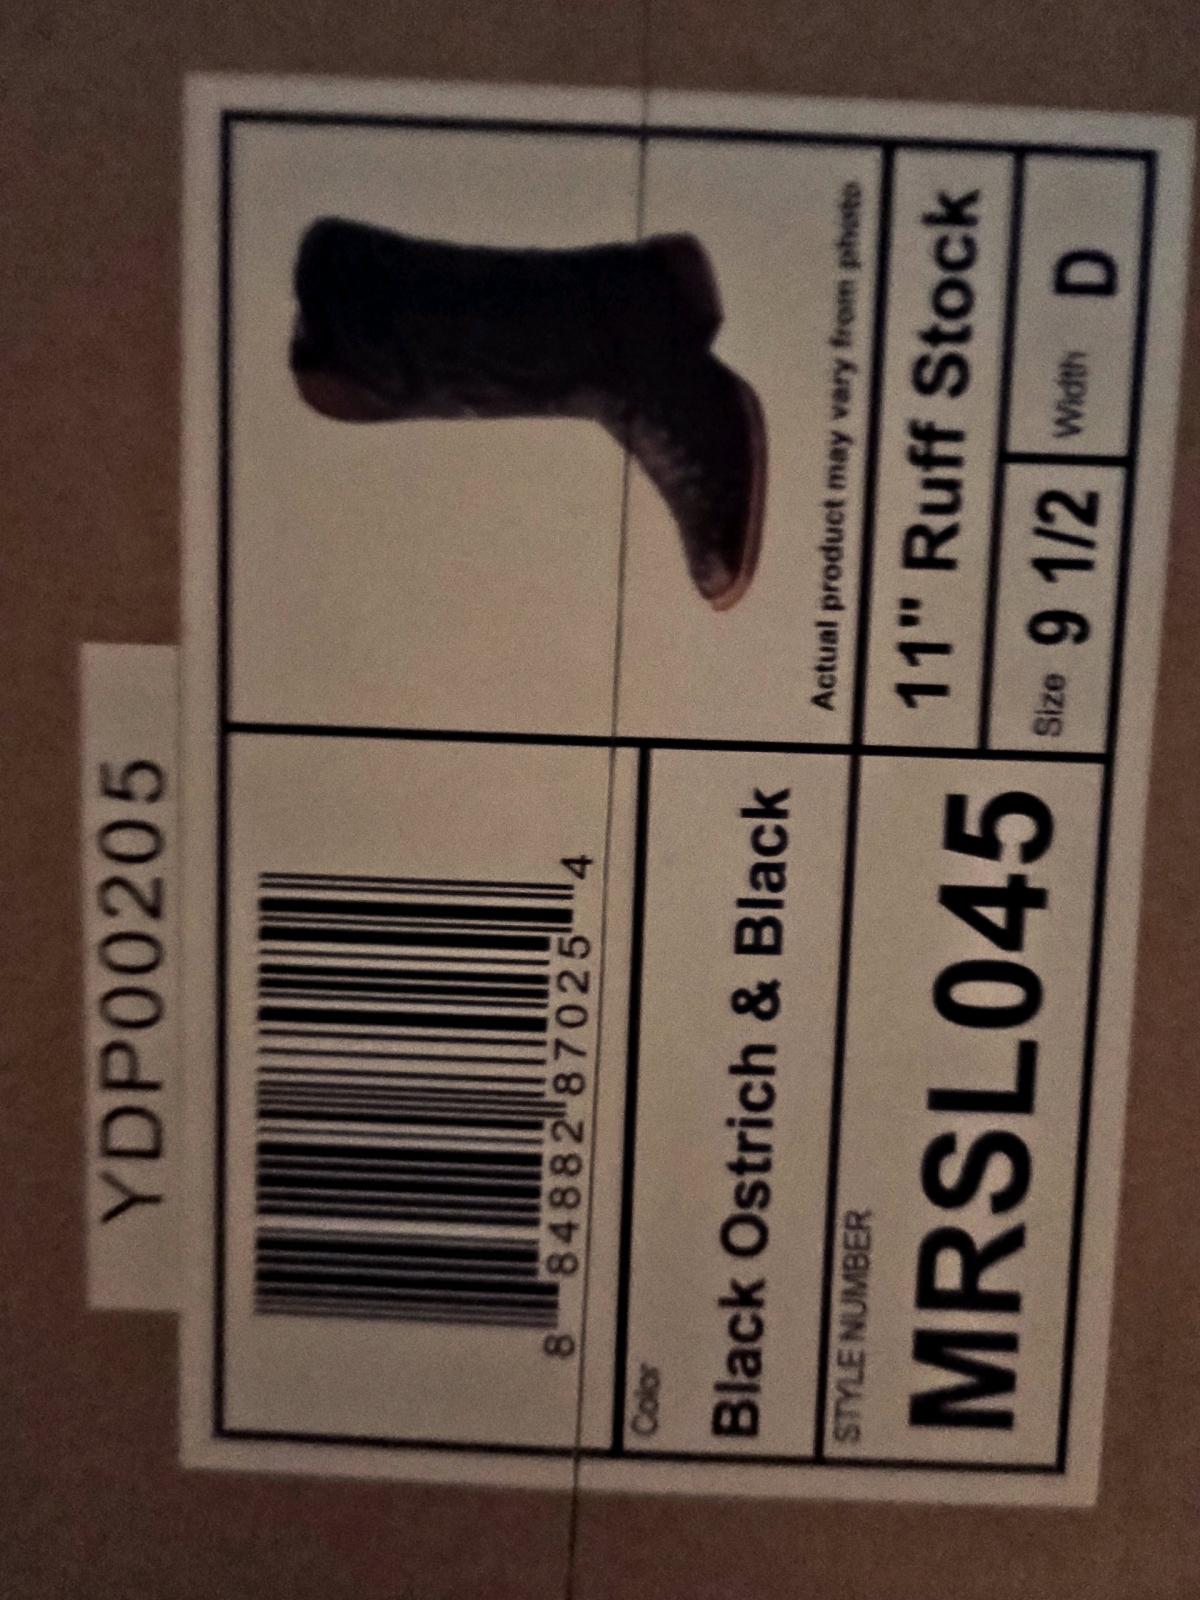 YDP00205
8 84882 87025 4
Actual product may vary from photo
Color
Black Ostrich & Black
11" Ruff Stock
STYLE NUMBER
MRSL045
Size 9 1/2
Width D